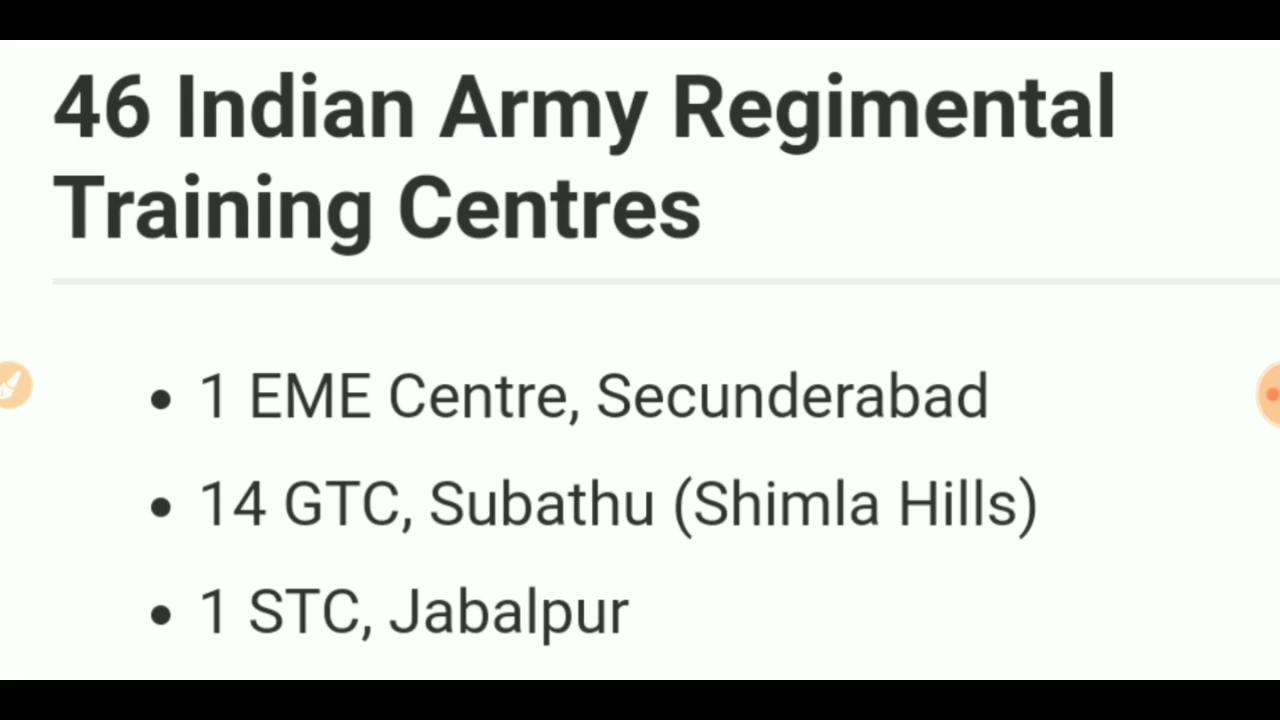 46 Indian Army Regimental
Training Centres
• 1 EME Centre, Secunderabad
• 14 GTC, Subathu (Shimla Hills)
• 1 STC, Jabalpur